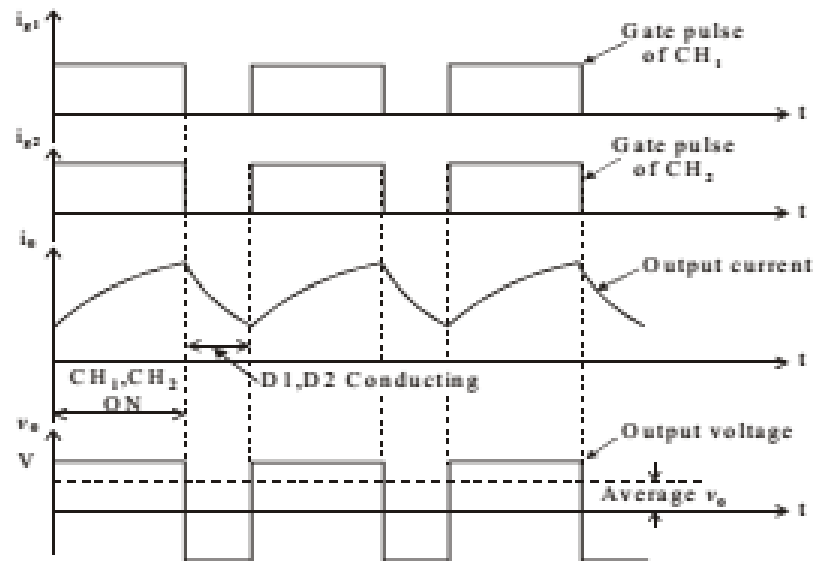 i_g1
Gate pulse
of CH₁
t
i_g2
Gate pulse
of CH₂
t
i₀
Output current
t
CH₁,CH₂
ON
D1,D2 Conducting
v₀
Output voltage
V
Average v₀
t